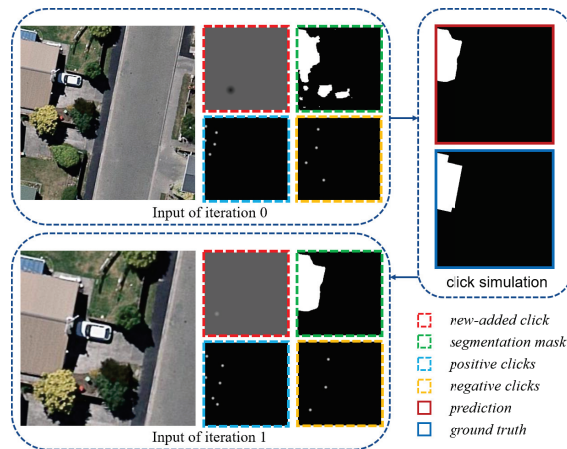 Input of iteration 0
click simulation
Input of iteration 1
new-added click
segmentation mask
positive clicks
negative clicks
prediction
ground truth